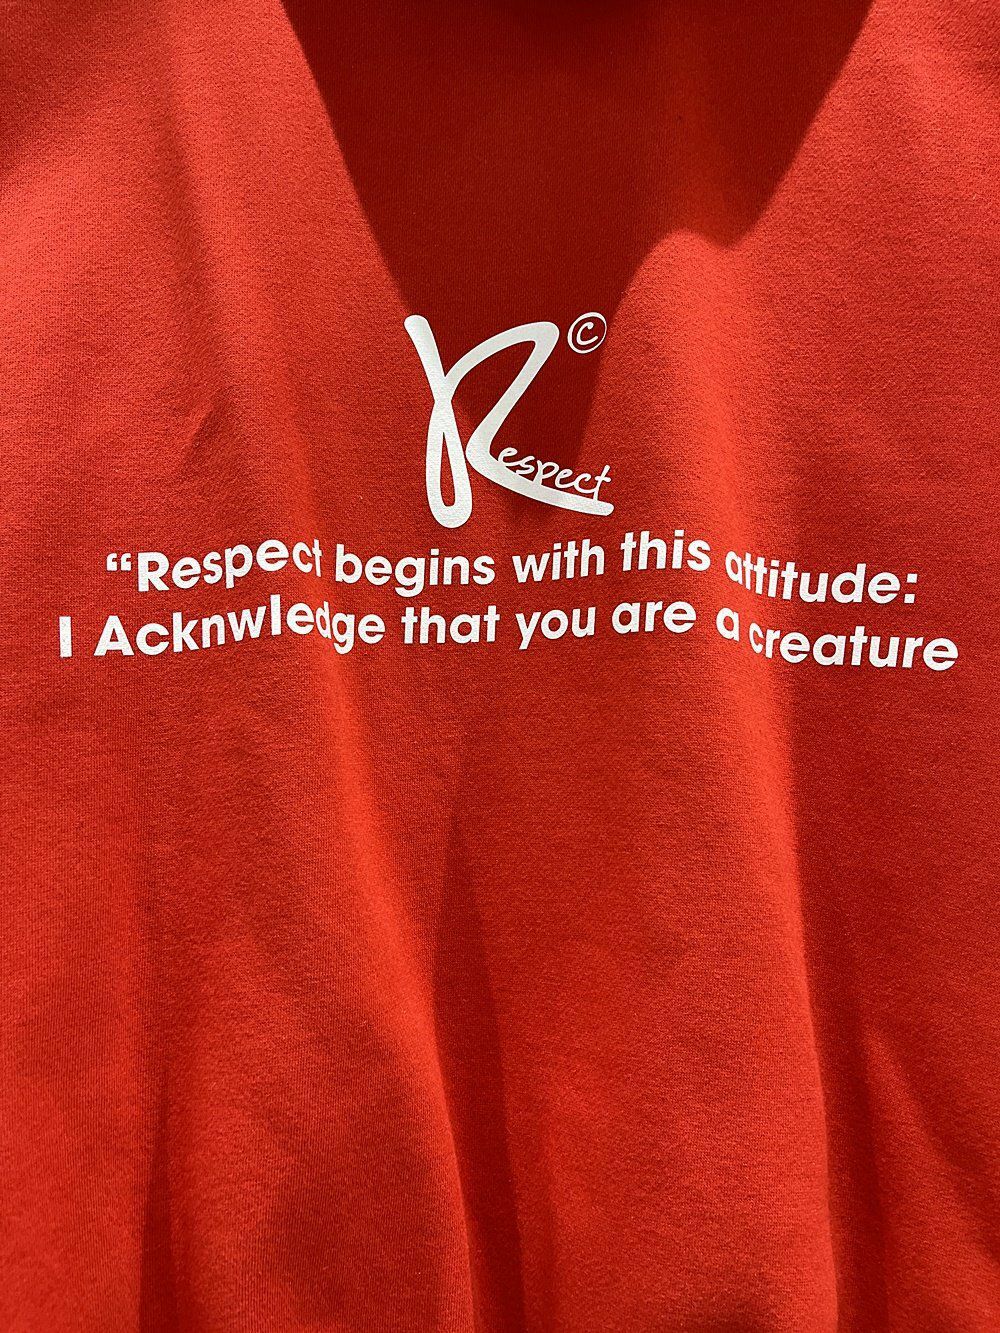 Respect©
“Respect begins with this attitude:
I Acknwledge that you are a creature